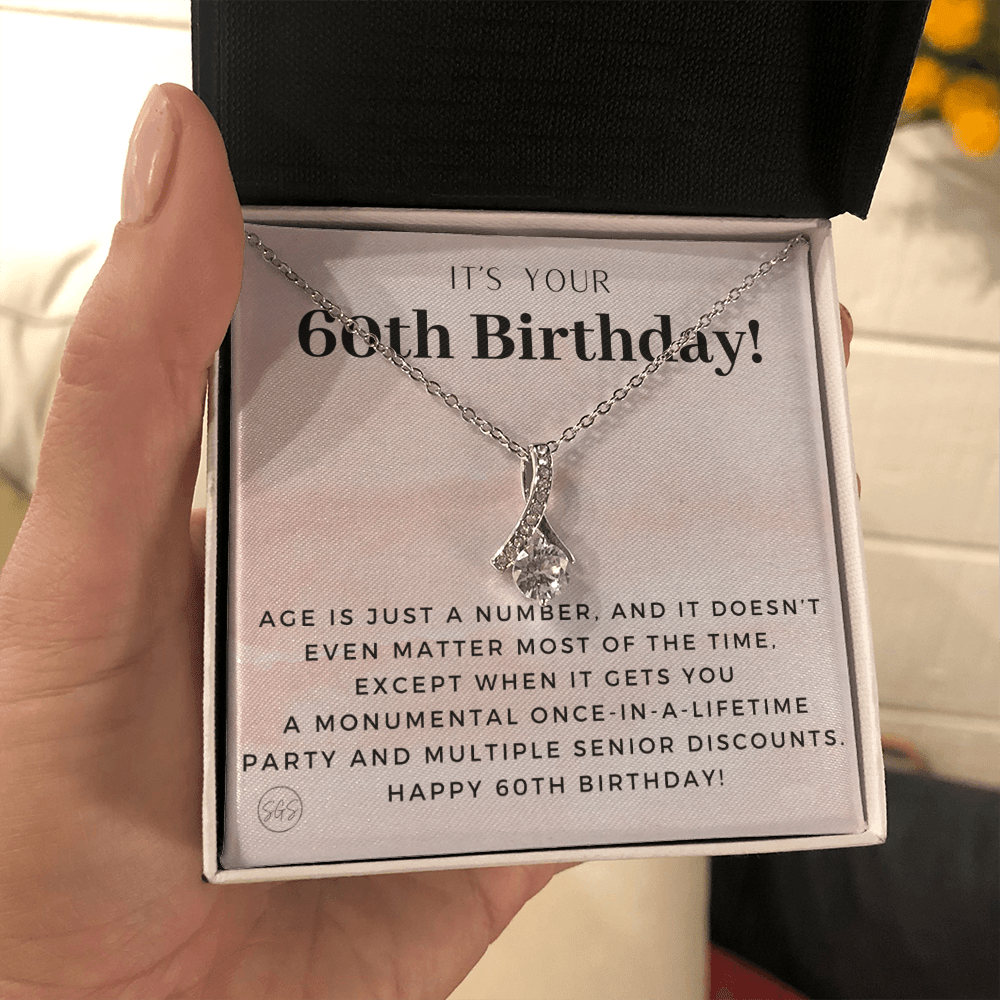 IT'S YOUR
60th Birthday!
AGE IS JUST A NUMBER, AND IT DOESN'T
EVEN MATTER MOST OF THE TIME,
EXCEPT WHEN IT GETS YOU
A MONUMENTAL ONCE-IN-A-LIFETIME
PARTY AND MULTIPLE SENIOR DISCOUNTS.
HAPPY 60TH BIRTHDAY!
SGS